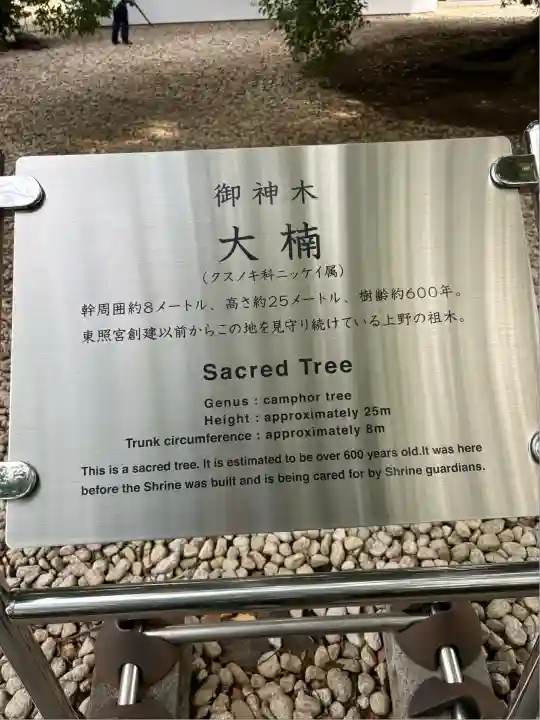 御神木
大楠
（クスノキ科ニッケイ属）
幹周囲約8メートル、高さ約25メートル、樹齢約600年。
東照宮創建以前からこの地を見守り続けている上野の祖木。
Sacred Tree
Genus : camphor tree
Height : approximately 25m
Trunk circumference : approximately 8m
This is a sacred tree. It is estimated to be over 600 years old.It was here
before the Shrine was built and is being cared for by Shrine guardians.